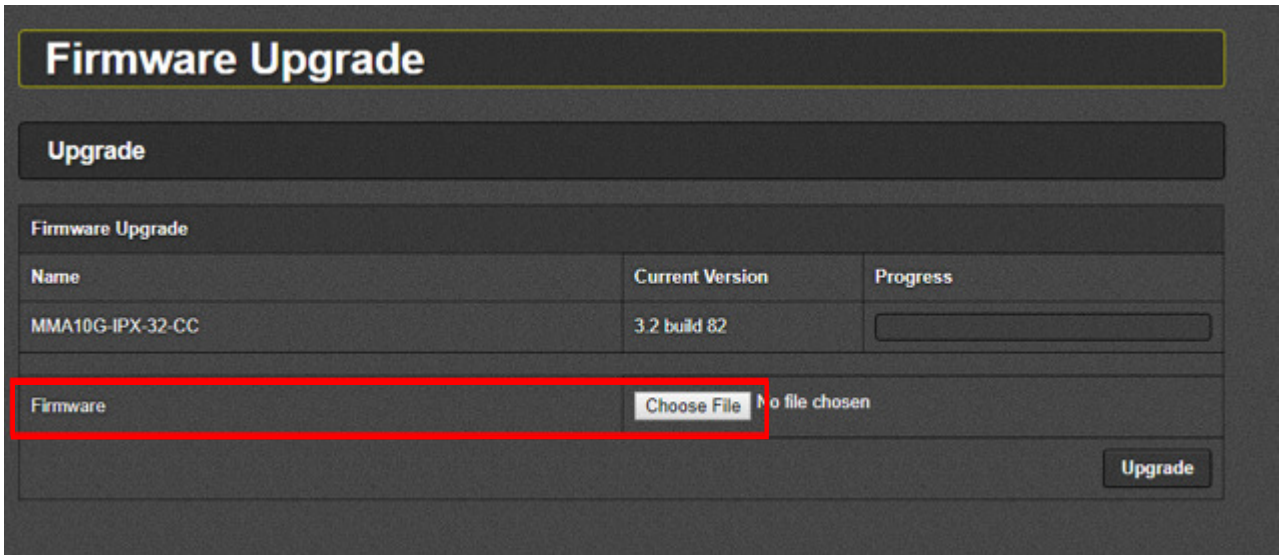 Firmware Upgrade
Upgrade
Firmware Upgrade
Name Current Version Progress
MMA10G-IPX-32-CC 3.2 build 82
Firmware Choose File No file chosen
Upgrade